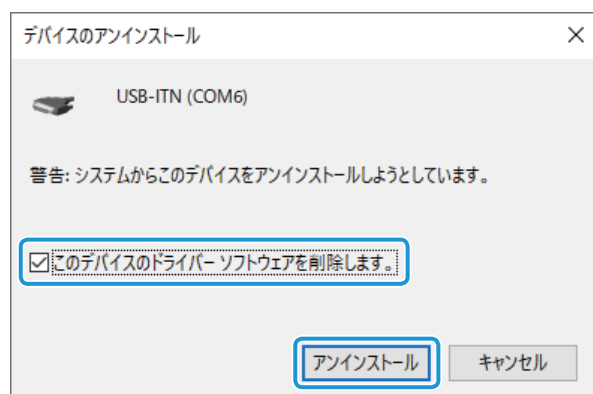 デバイスのアンインストール
USB-ITN (COM6)
警告: システムからこのデバイスをアンインストールしようとしています。
このデバイスのドライバー ソフトウェアを削除します。
アンインストール
キャンセル